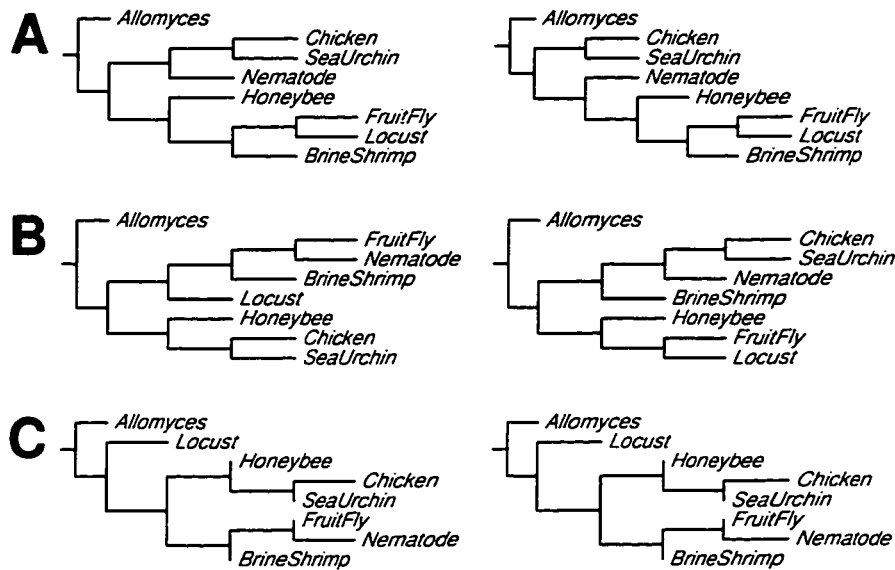 A
Allomyces
Chicken
SeaUrchin
Nematode
Honeybee
FruitFly
Locust
BrineShrimp
Allomyces
Chicken
SeaUrchin
Nematode
Honeybee
FruitFly
Locust
BrineShrimp
B
Allomyces
FruitFly
Nematode
BrineShrimp
Locust
Honeybee
Chicken
SeaUrchin
Allomyces
Chicken
SeaUrchin
Nematode
BrineShrimp
Honeybee
FruitFly
Locust
C
Allomyces
Locust
Honeybee
Chicken
SeaUrchin
FruitFly
Nematode
BrineShrimp
Allomyces
Locust
Honeybee
Chicken
SeaUrchin
FruitFly
Nematode
BrineShrimp